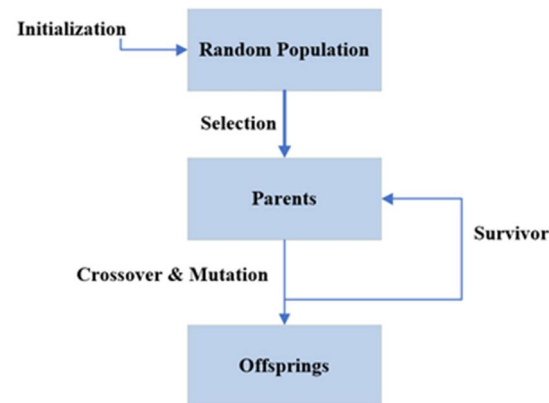 Initialization
Random Population
Selection
Parents
Survivor
Crossover & Mutation
Offsprings